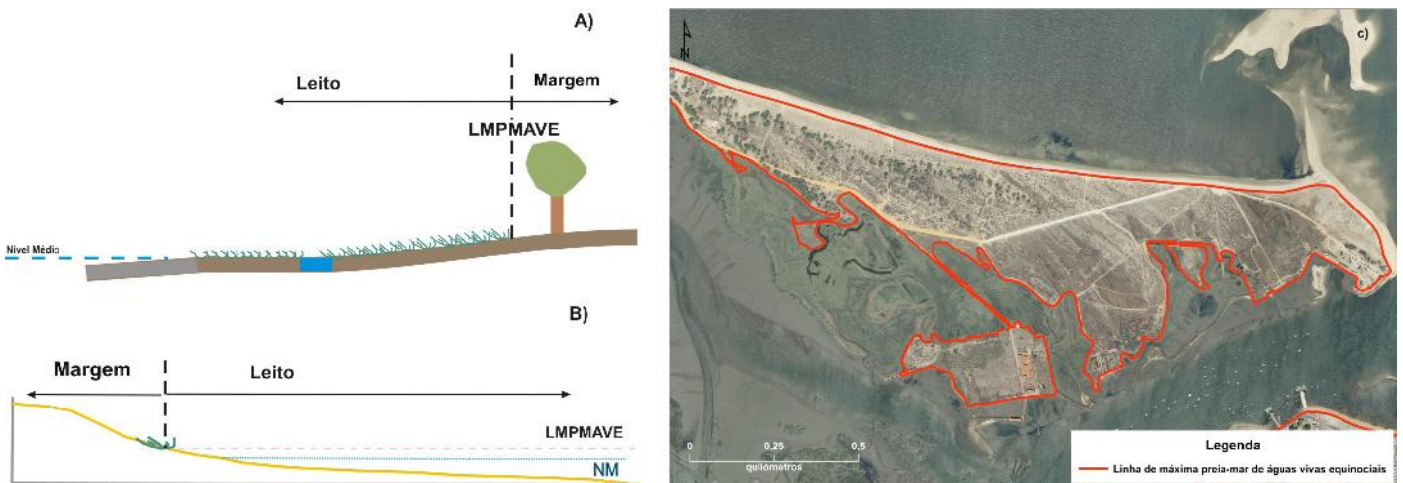 A)
Leito
Margem
LMPMAVE
Nível Médio
B)
Margem
Leito
LMPMAVE
NM
c)
N
0
0.25
0.5
quilómetros
Legenda
Linha de máxima preia-mar de águas vivas equinociais